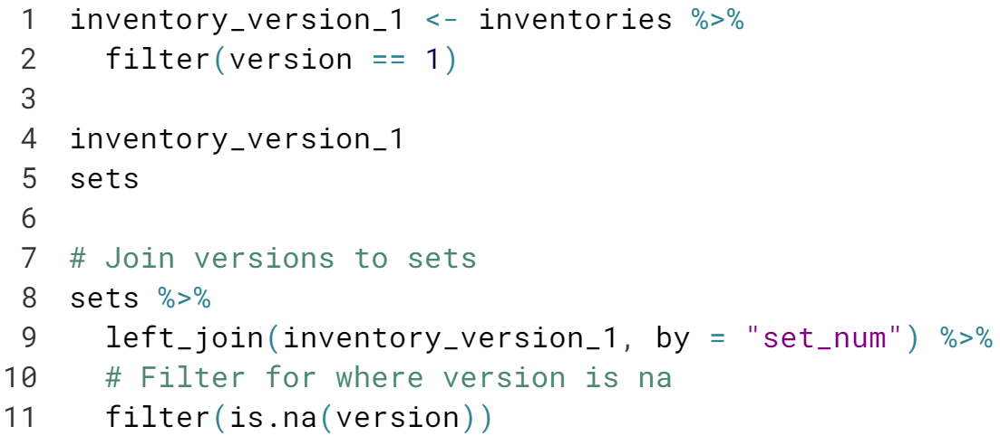 1 inventory_version_1 <- inventories %>%
2   filter(version == 1)
3
4 inventory_version_1
5 sets
6
7 # Join versions to sets
8 sets %>%
9   left_join(inventory_version_1, by = "set_num") %>%
10   # Filter for where version is na
11   filter(is.na(version))